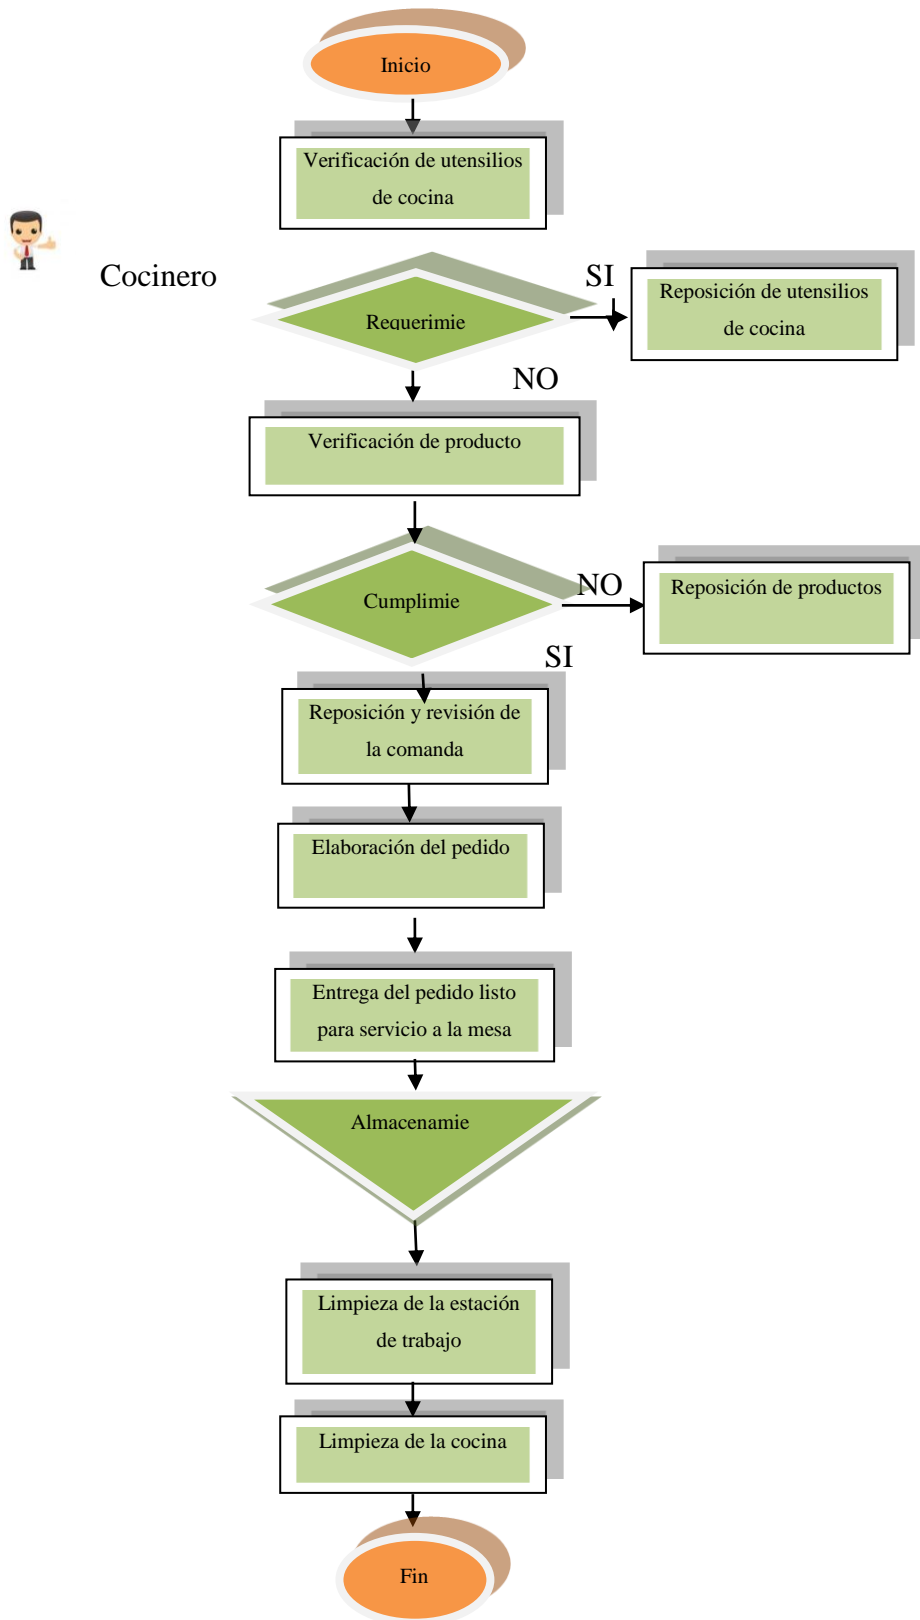 Inicio
Verificación de utensilios
de cocina
Cocinero
SI
Requerimie
Reposición de utensilios
de cocina
NO
Verificación de producto
Cumplimie
NO
Reposición de productos
SI
Reposición y revisión de
la comanda
Elaboración del pedido
Entrega del pedido listo
para servicio a la mesa
Almacenamie
Limpieza de la estación
de trabajo
Limpieza de la cocina
Fin